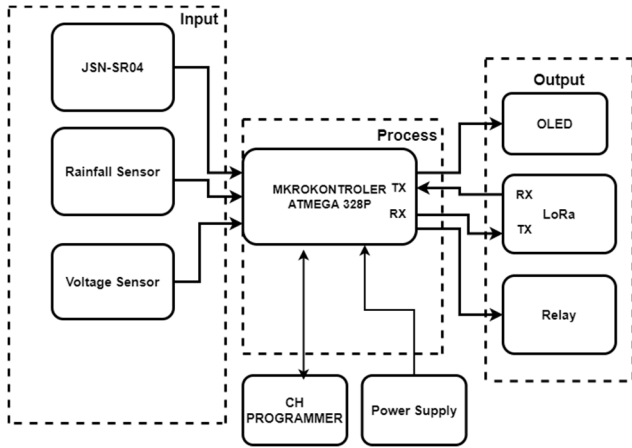 Input
JSN-SR04
Rainfall Sensor
Voltage Sensor
Process
MKROKONTROLER
ATMEGA 328P
TX
RX
CH
PROGRAMMER
Power Supply
Output
OLED
RX
LoRa
TX
Relay